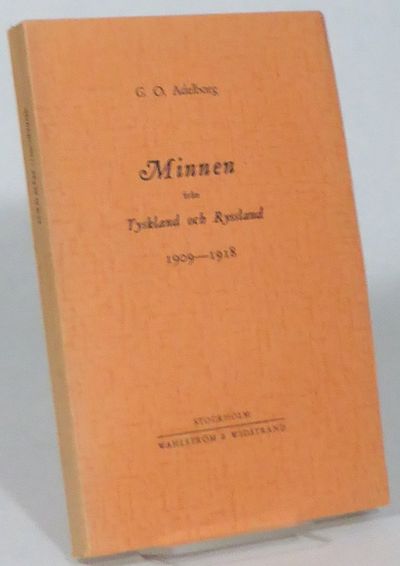 G. O. Adelborg
Minnen
från
Tyskland och Ryssland
1909—1918
STOCKHOLM
WAHLSTRÖM & WIDSTRAND